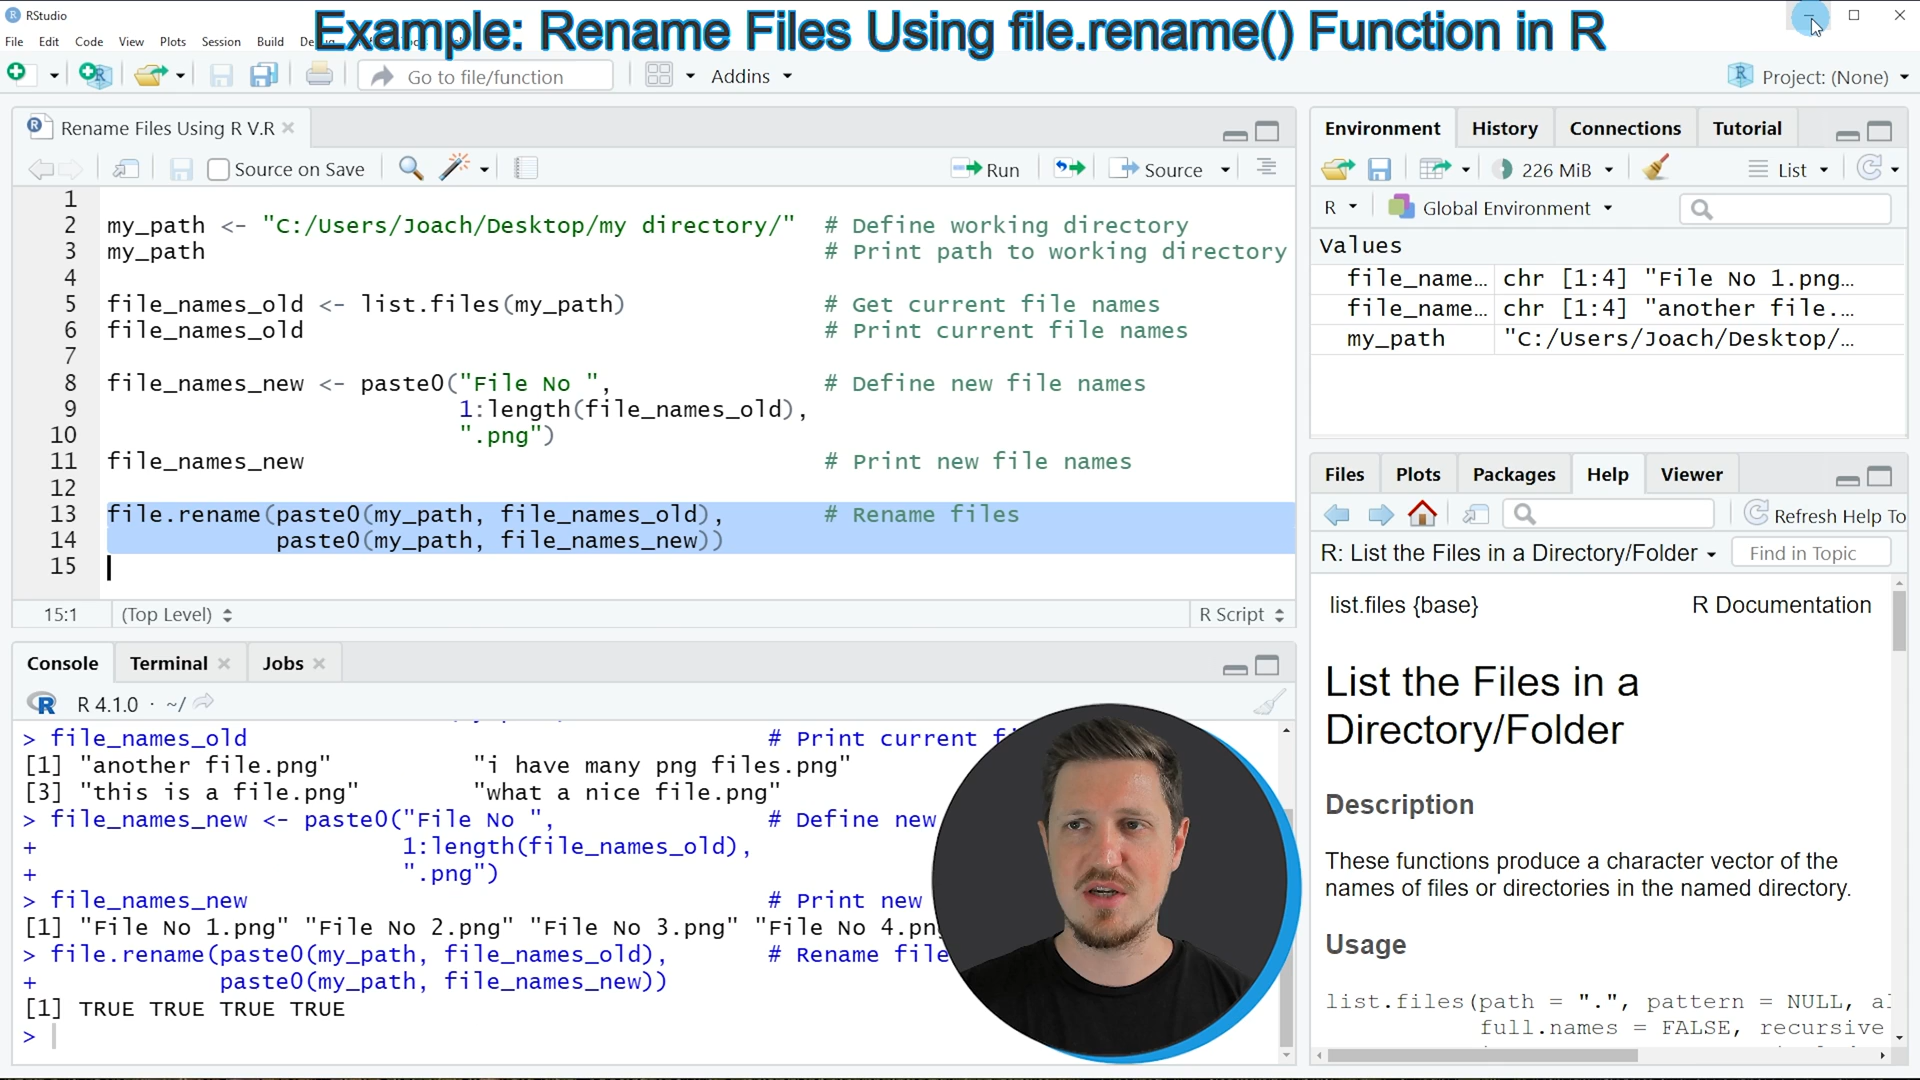 RStudio
Example: Rename Files Using file.rename() Function in R
File Edit Code View Plots Session Build
Go to file/function
Addins
Project: (None)
Rename Files Using R V.R
Source on Save
Run
Source
1
2 my_path <- "C:/Users/Joach/Desktop/my directory/" # Define working directory
3 my_path # Print path to working directory
4
5 file_names_old <- list.files(my_path) # Get current file names
6 file_names_old # Print current file names
7
8 file_names_new <- paste0("File No ", # Define new file names
9 1:length(file_names_old),
10 ".png")
11 file_names_new # Print new file names
12
13 file.rename(paste0(my_path, file_names_old), # Rename files
14 paste0(my_path, file_names_new))
15
15:1 (Top Level) R Script
Console Terminal Jobs
R 4.1.0 · ~/
> file_names_old # Print current
[1] "another file.png" "i have many png files.png"
[3] "this is a file.png" "what a nice file.png"
> file_names_new <- paste0("File No ", # Define new
+ 1:length(file_names_old),
+ ".png")
> file_names_new # Print new
[1] "File No 1.png" "File No 2.png" "File No 3.png" "File No 4.pn
> file.rename(paste0(my_path, file_names_old), # Rename file
+ paste0(my_path, file_names_new))
[1] TRUE TRUE TRUE TRUE
>
Environment History Connections Tutorial
226 MiB
List
R Global Environment
Values
file_name… chr [1:4] "File No 1.png…
file_name… chr [1:4] "another file.…
my_path "C:/Users/Joach/Desktop/…
Files Plots Packages Help Viewer
Refresh Help To
R: List the Files in a Directory/Folder
Find in Topic
list.files {base} R Documentation
List the Files in a
Directory/Folder
Description
These functions produce a character vector of the
names of files or directories in the named directory.
Usage
list.files(path = ".", pattern = NULL, al
full.names = FALSE, recursive